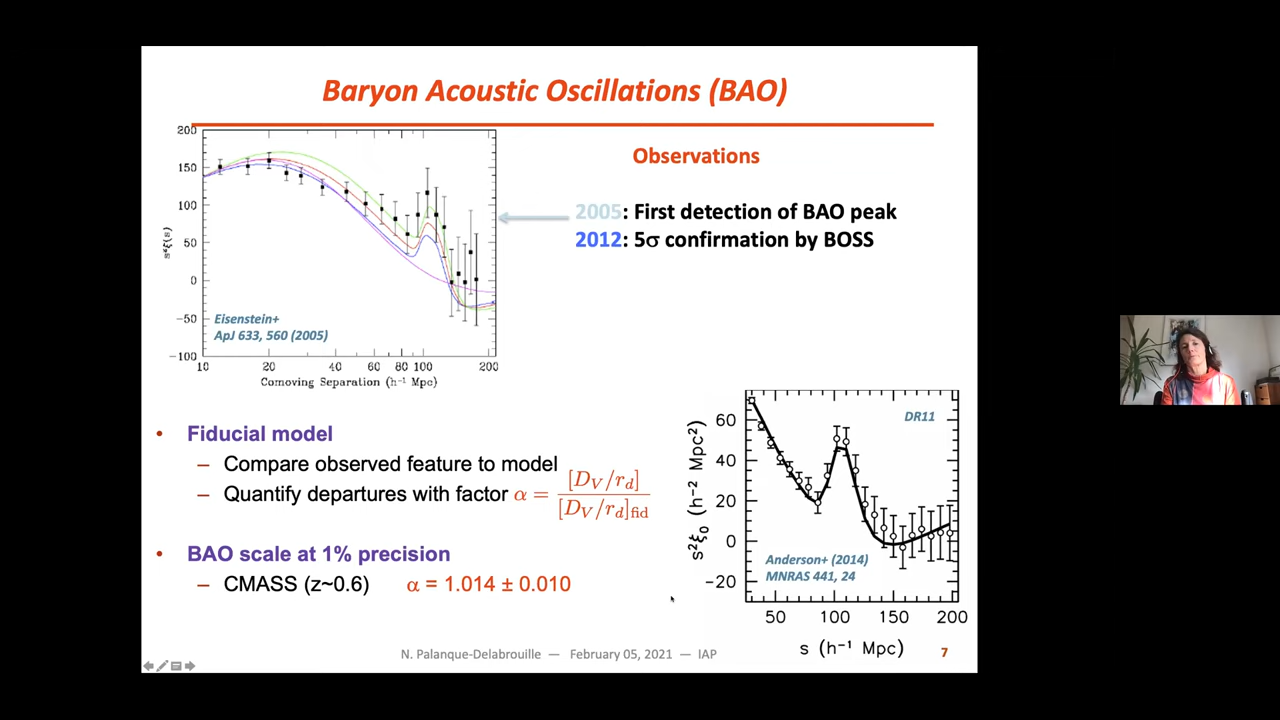 Baryon Acoustic Oscillations (BAO)
200
150
100
50
0
−50
−100
s²ξ(s)
Eisenstein+
ApJ 633, 560 (2005)
10 20 40 60 80 100 200
Comoving Separation (h⁻¹ Mpc)
Observations
2005: First detection of BAO peak
2012: 5σ confirmation by BOSS
• Fiducial model
– Compare observed feature to model
– Quantify departures with factor α = [D_V/r_d] / [D_V/r_d]_fid
• BAO scale at 1% precision
– CMASS (z~0.6) α = 1.014 ± 0.010
DR11
60
40
20
0
−20
s²ξ₀ (h⁻² Mpc²)
Anderson+ (2014)
MNRAS 441, 24
50 100 150 200
s (h⁻¹ Mpc)
N. Palanque-Delabrouille — February 05, 2021 — IAP
7